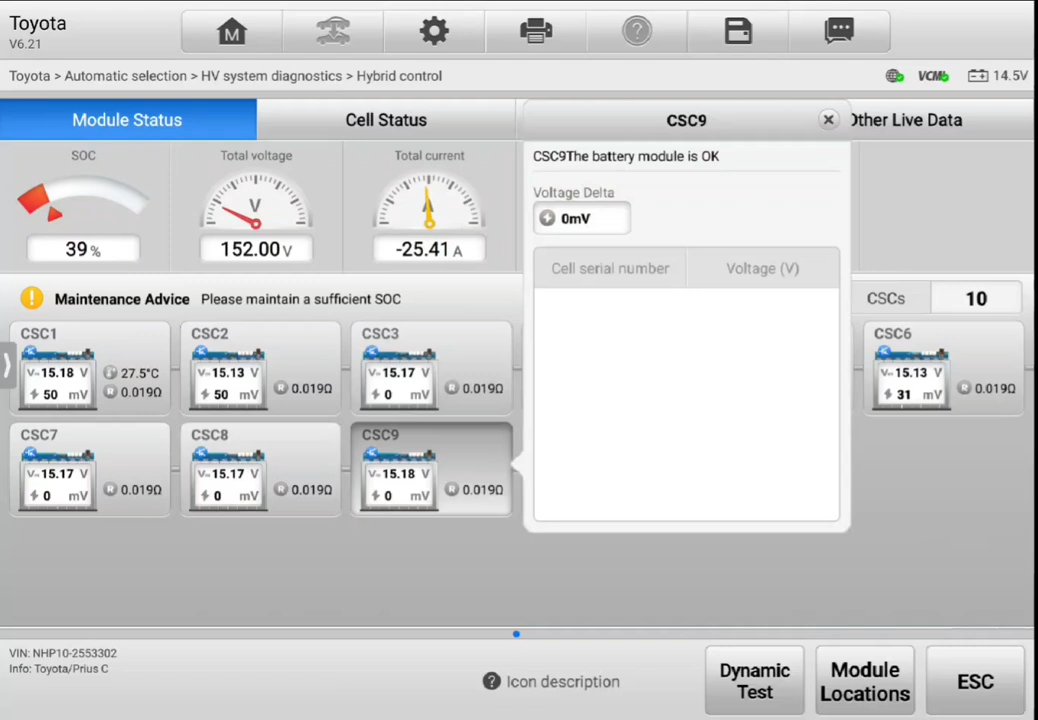 Toyota
V6.21
M
Toyota > Automatic selection > HV system diagnostics > Hybrid control
VCMI
14.5V
Module Status
Cell Status
CSC9
Other Live Data
SOC
39 %
Total voltage
V
152.00 V
Total current
A
-25.41 A
CSC9The battery module is OK
Voltage Delta
0mV
Cell serial number
Voltage (V)
Maintenance Advice Please maintain a sufficient SOC
CSCs 10
CSC1
15.18 V
50 mV
27.5°C
R 0.019Ω
CSC2
15.13 V
50 mV
R 0.019Ω
CSC3
15.17 V
0 mV
R 0.019Ω
CSC6
15.13 V
31 mV
R 0.019Ω
CSC7
15.17 V
0 mV
R 0.019Ω
CSC8
15.17 V
0 mV
R 0.019Ω
CSC9
15.18 V
0 mV
R 0.019Ω
VIN: NHP10-2553302
Info: Toyota/Prius C
? Icon description
Dynamic
Test
Module
Locations
ESC